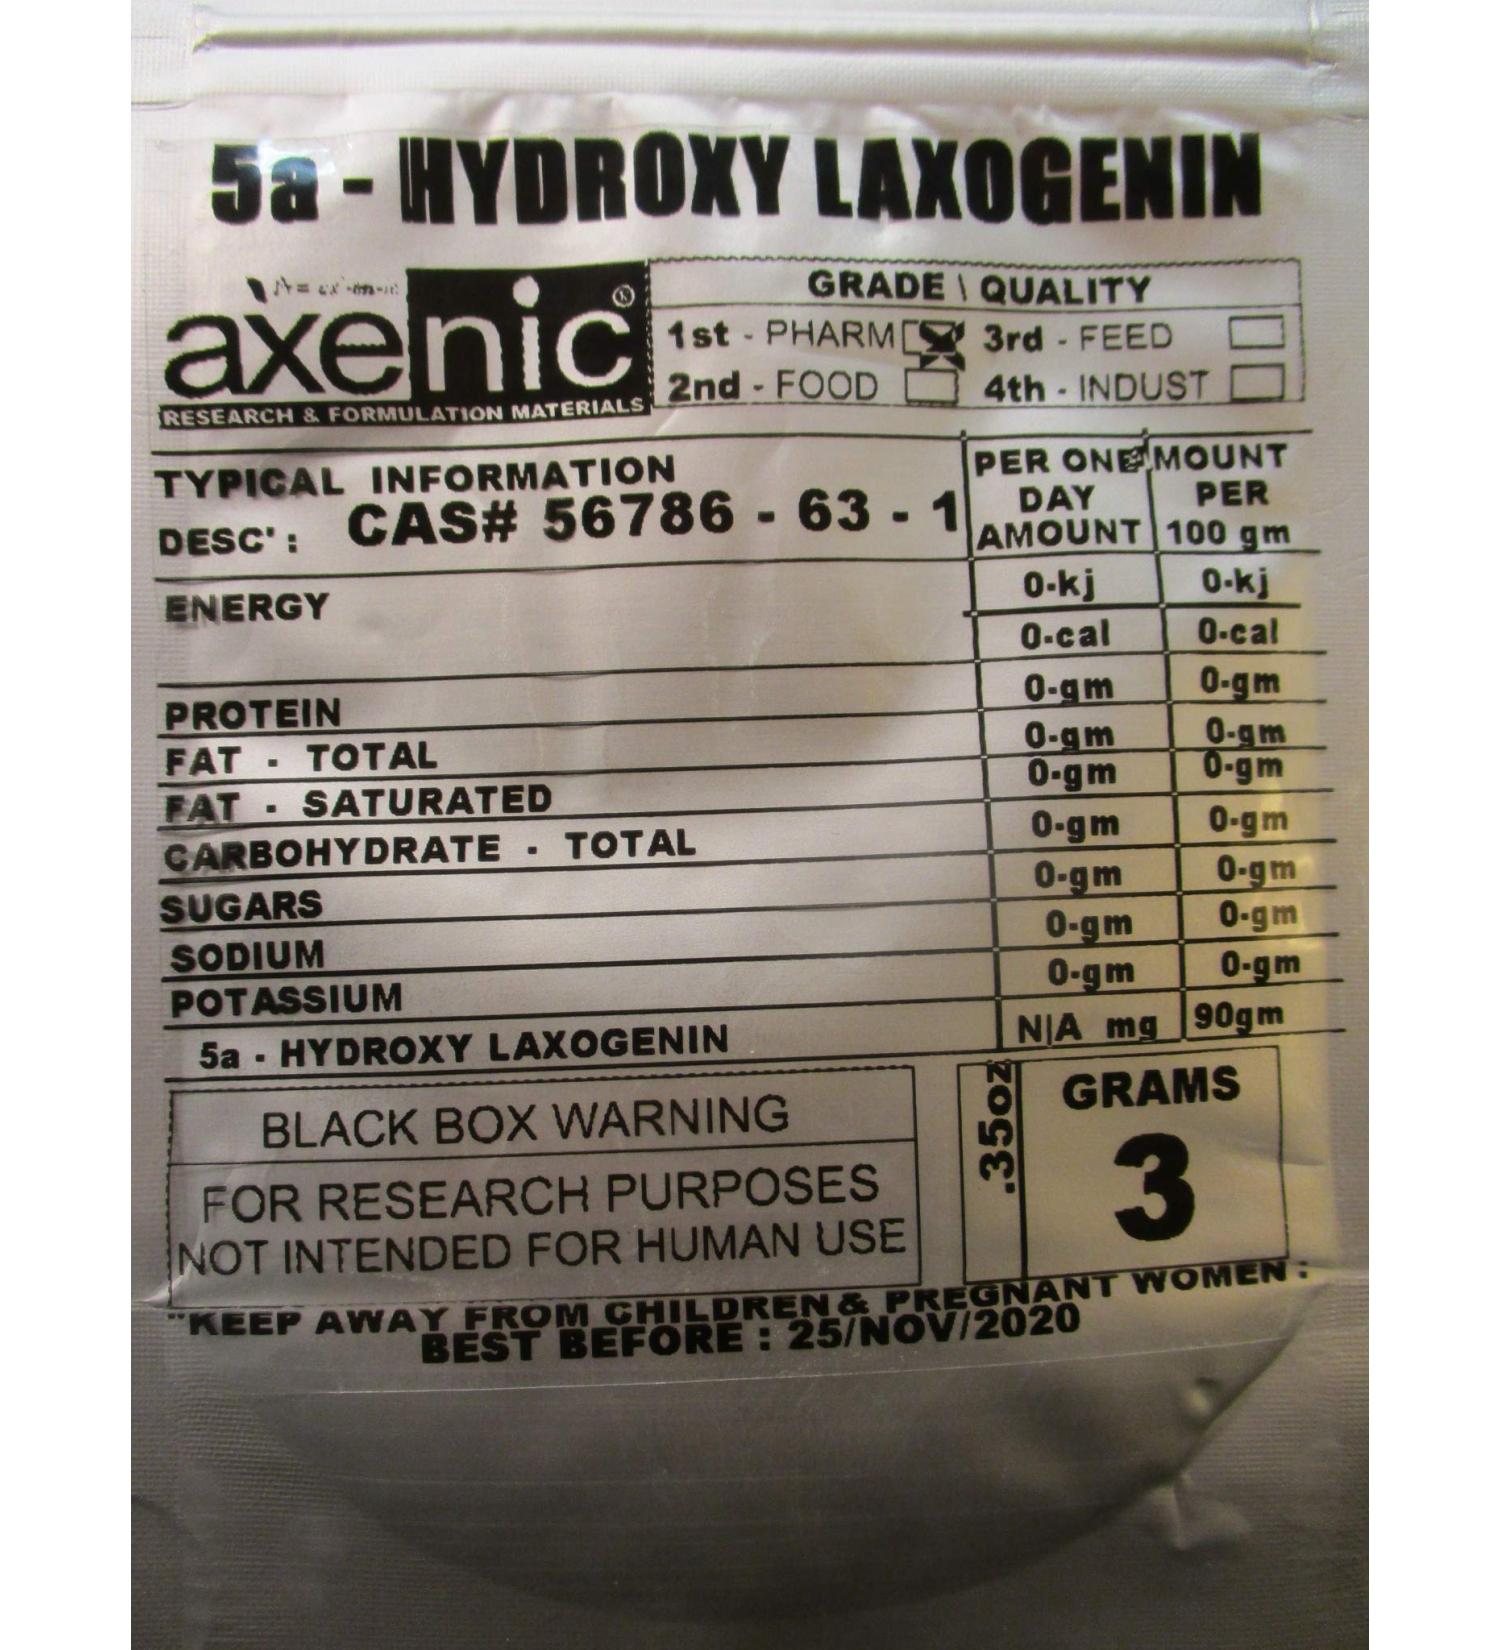 5a - HYDROXY LAXOGENIN
axenic®
RESEARCH & FORMULATION MATERIALS
GRADE \ QUALITY
1st - PHARM 3rd - FEED
2nd - FOOD 4th - INDUST
TYPICAL INFORMATION
DESC' : CAS# 56786 - 63 - 1
PER ONE DAY AMOUNT
AMOUNT PER 100 gm
ENERGY 0-kj 0-kj
0-cal 0-cal
PROTEIN 0-gm 0-gm
FAT - TOTAL 0-gm 0-gm
FAT - SATURATED 0-gm 0-gm
CARBOHYDRATE - TOTAL 0-gm 0-gm
SUGARS 0-gm 0-gm
SODIUM 0-gm 0-gm
POTASSIUM 0-gm 0-gm
5a - HYDROXY LAXOGENIN N|A mg 90gm
BLACK BOX WARNING
FOR RESEARCH PURPOSES
NOT INTENDED FOR HUMAN USE
.35oz
GRAMS
3
"KEEP AWAY FROM CHILDREN & PREGNANT WOMEN :
BEST BEFORE : 25/NOV/2020